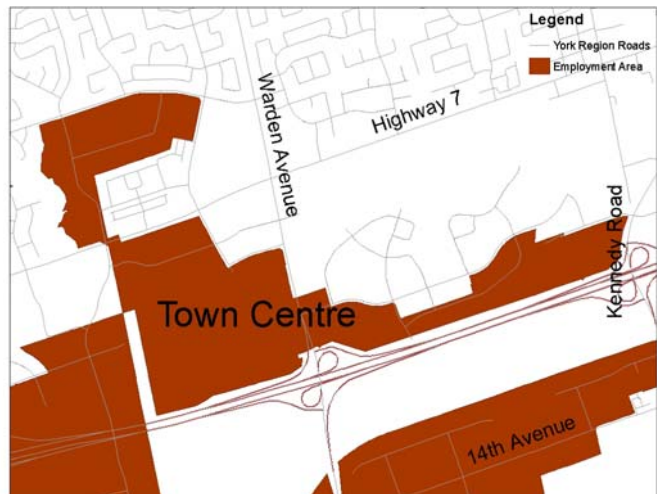 Legend
York Region Roads
Employment Area
Warden Avenue
Highway 7
Kennedy Road
Town Centre
14th Avenue